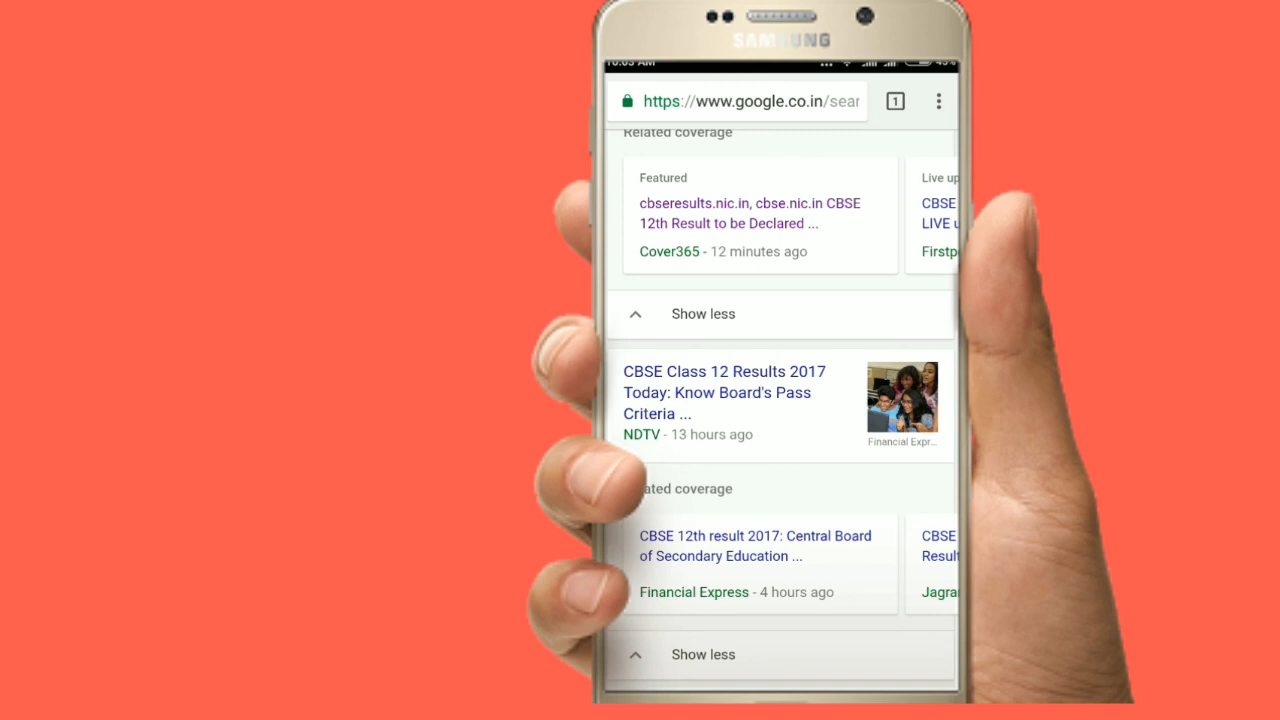 SAMSUNG
10:03 AM
45%
https://www.google.co.in/sear
1
Related coverage
Featured
cbseresults.nic.in, cbse.nic.in CBSE
12th Result to be Declared ...
Cover365 - 12 minutes ago
Live up
CBSE
LIVE u
Firstp
Show less
CBSE Class 12 Results 2017
Today: Know Board's Pass
Criteria ...
NDTV - 13 hours ago
Financial Expr...
ated coverage
CBSE 12th result 2017: Central Board
of Secondary Education ...
Financial Express - 4 hours ago
CBSE
Result
Jagra
Show less